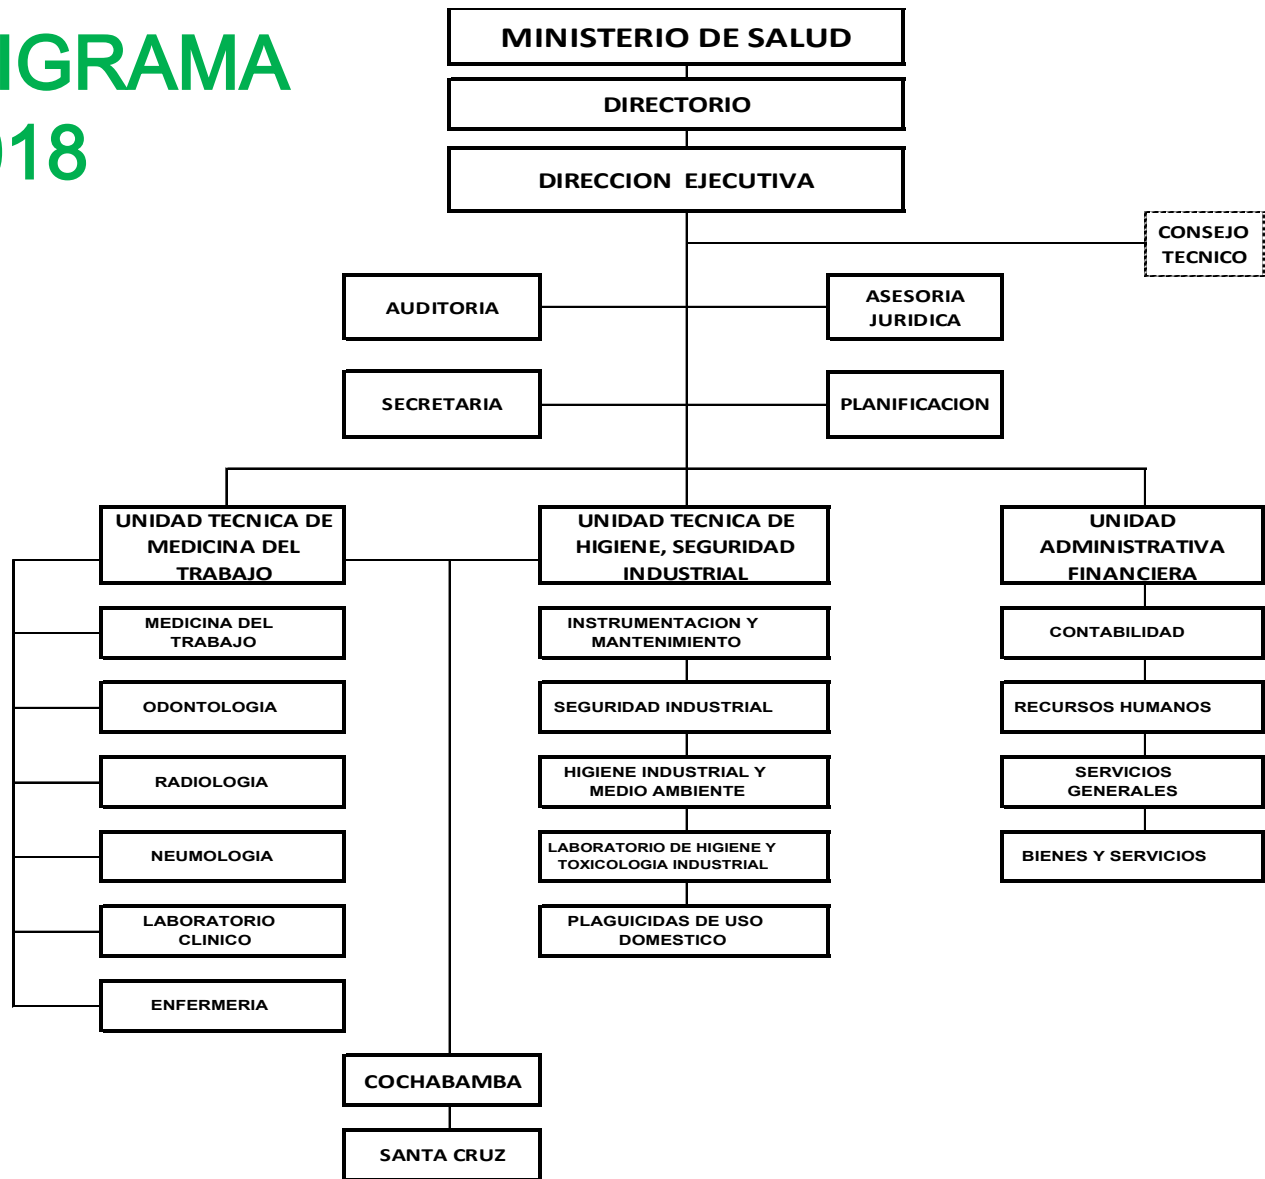 IGRAMA
018
MINISTERIO DE SALUD
DIRECTORIO
DIRECCION EJECUTIVA
CONSEJO
TECNICO
AUDITORIA
ASESORIA
JURIDICA
SECRETARIA
PLANIFICACION
UNIDAD TECNICA DE
MEDICINA DEL
TRABAJO
UNIDAD TECNICA DE
HIGIENE, SEGURIDAD
INDUSTRIAL
UNIDAD
ADMINISTRATIVA
FINANCIERA
MEDICINA DEL
TRABAJO
ODONTOLOGIA
RADIOLOGIA
NEUMOLOGIA
LABORATORIO
CLINICO
ENFERMERIA
INSTRUMENTACION Y
MANTENIMIENTO
SEGURIDAD INDUSTRIAL
HIGIENE INDUSTRIAL Y
MEDIO AMBIENTE
LABORATORIO DE HIGIENE Y
TOXICOLOGIA INDUSTRIAL
PLAGUICIDAS DE USO
DOMESTICO
CONTABILIDAD
RECURSOS HUMANOS
SERVICIOS
GENERALES
BIENES Y SERVICIOS
COCHABAMBA
SANTA CRUZ